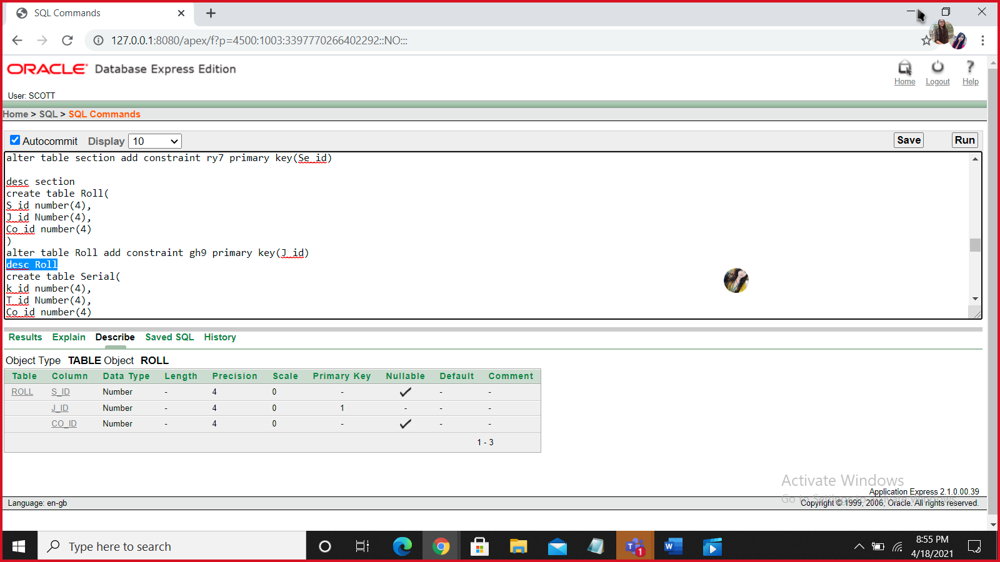 SQL Commands
127.0.0.1:8080/apex/f?p=4500:1003:3397770266402292::NO:::
ORACLE Database Express Edition
Home Logout Help
User: SCOTT
Home > SQL > SQL Commands
Autocommit Display 10 Save Run
alter table section add constraint ry7 primary key(Se_id)
desc section
create table Roll(
S_id number(4),
J_id Number(4),
Co_id number(4)
)
alter table Roll add constraint gh9 primary key(J_id)
desc Roll
create table Serial(
k_id number(4),
T_id Number(4),
Co_id number(4)
Results Explain Describe Saved SQL History
Object Type TABLE Object ROLL
Table Column Data Type Length Precision Scale Primary Key Nullable Default Comment
ROLL S_ID Number - 4 0 - - -
J_ID Number - 4 0 1 - - -
CO_ID Number - 4 0 - - -
1 - 3
Activate Windows
Application Express 2.1.0.00.39
Go to Settings to activate Windows.
Language: en-gb Copyright © 1999, 2006, Oracle. All rights reserved.
Type here to search
T 1
W
8:55 PM
4/18/2021